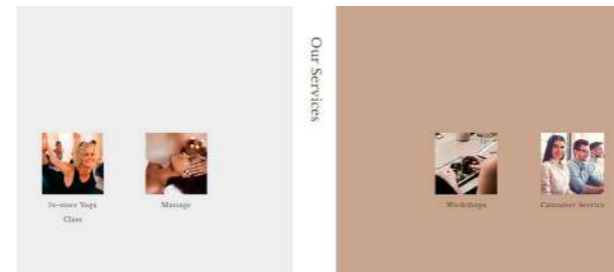 Our Services
In-store Yoga
Class
Massage
Workshops
Customer Service